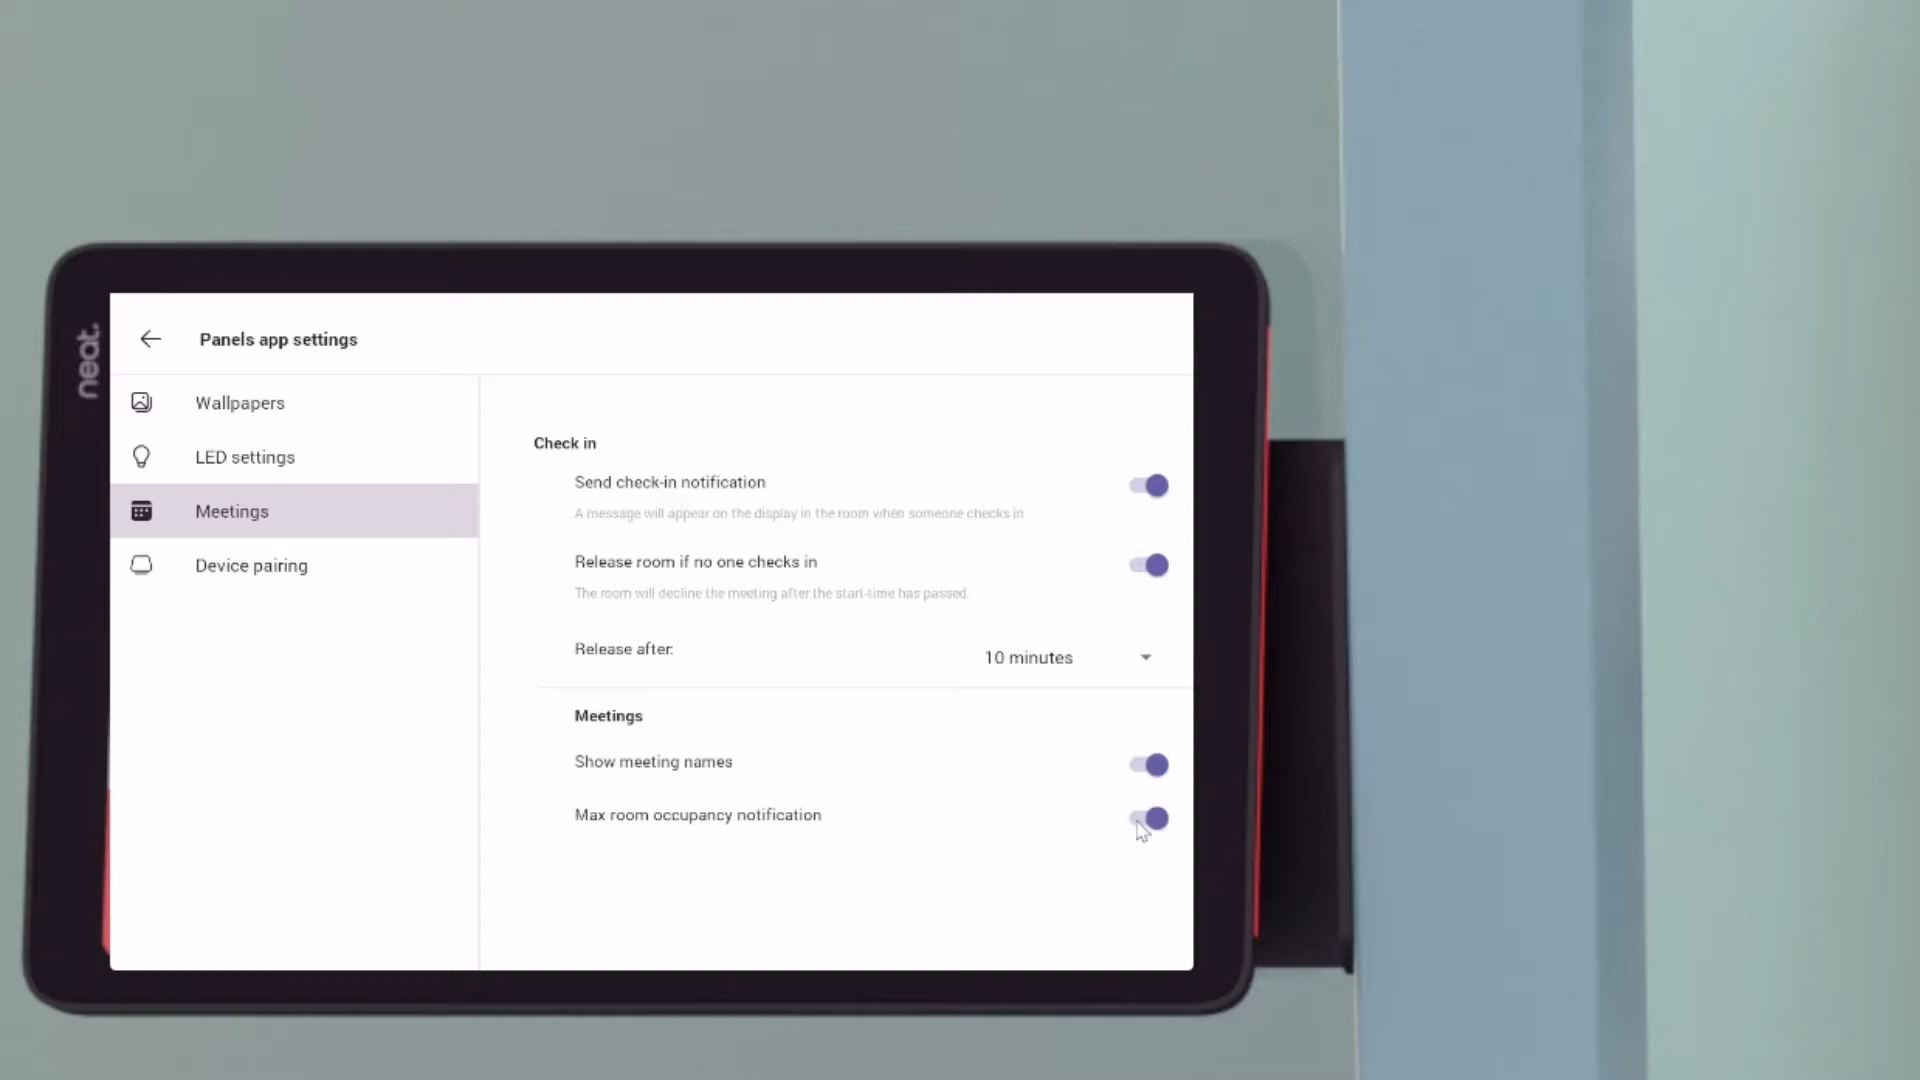 neat.
Panels app settings
Wallpapers
LED settings
Meetings
Device pairing
Check in
Send check-in notification
A message will appear on the display in the room when someone checks in
Release room if no one checks in
The room will decline the meeting after the start-time has passed.
Release after:
10 minutes
Meetings
Show meeting names
Max room occupancy notification